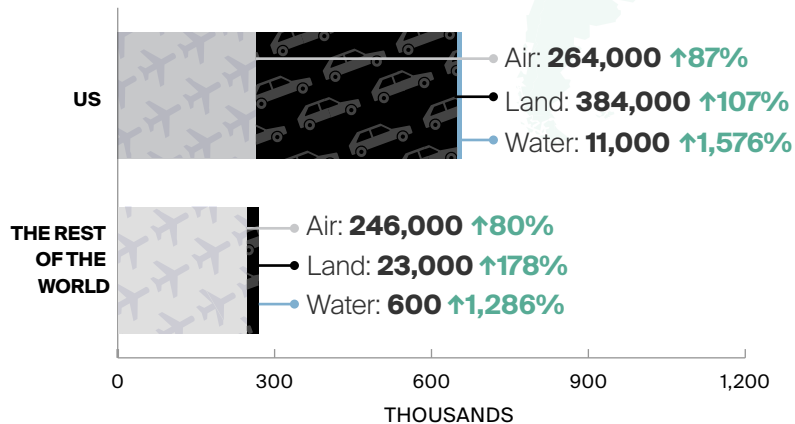 US
Air: 264,000 ↑87%
Land: 384,000 ↑107%
Water: 11,000 ↑1,576%
THE REST
OF THE
WORLD
Air: 246,000 ↑80%
Land: 23,000 ↑178%
Water: 600 ↑1,286%
0 300 600 900 1,200
THOUSANDS